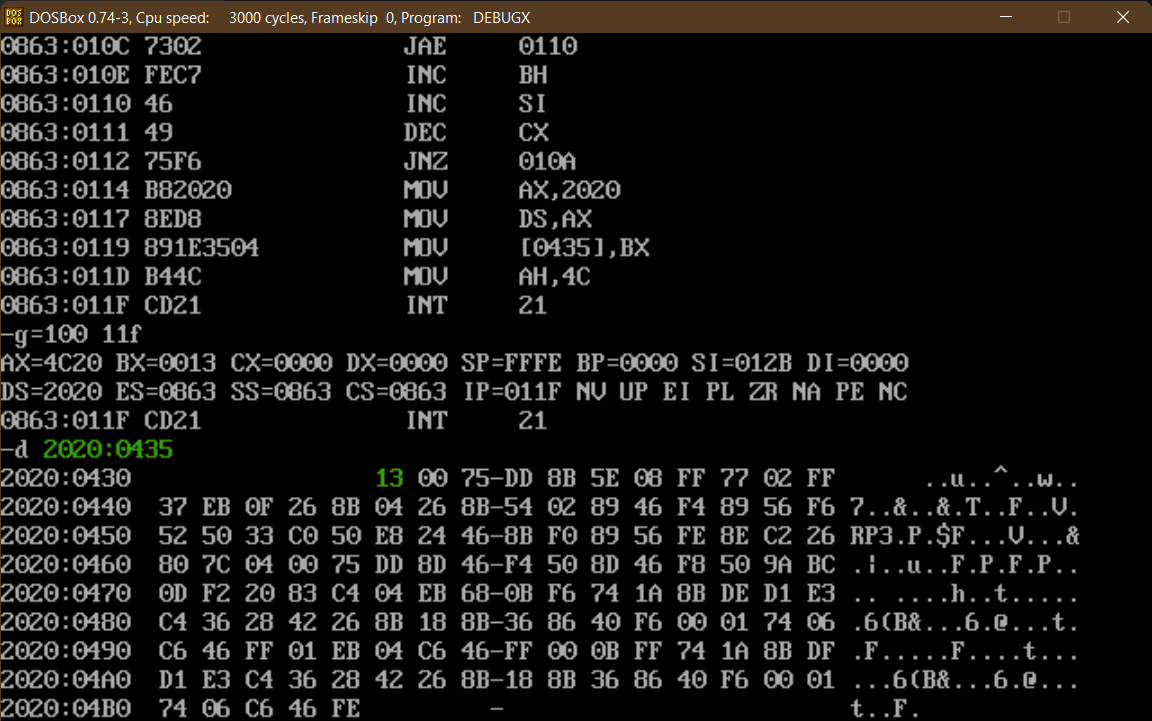 DOSBox 0.74-3, Cpu speed:    3000 cycles, Frameskip  0, Program:   DEBUGX
0863:010C 7302              JAE     0110
0863:010E FEC7              INC     BH
0863:0110 46                INC     SI
0863:0111 49                DEC     CX
0863:0112 75F6              JNZ     010A
0863:0114 B82020            MOV     AX,2020
0863:0117 8ED8              MOV     DS,AX
0863:0119 891E3504          MOV     [0435],BX
0863:011D B44C              MOV     AH,4C
0863:011F CD21              INT     21
-g=100 11f
AX=4C20 BX=0013 CX=0000 DX=0000 SP=FFFE BP=0000 SI=012B DI=0000
DS=2020 ES=0863 SS=0863 CS=0863 IP=011F NV UP EI PL ZR NA PE NC
0863:011F CD21              INT     21
-d 2020:0435
2020:0430                 13 00 75-DD 8B 5E 08 FF 77 02 FF       ..u..^..w..
2020:0440  37 EB 0F 26 8B 04 26 8B-54 02 89 46 F4 89 56 F6  7..&..&.T..F..V.
2020:0450  52 50 33 C0 50 E8 24 46-8B F0 89 56 FE 8E C2 26  RP3.P.$F...V...&
2020:0460  80 7C 04 00 75 DD 8D 46-F4 50 8D 46 F8 50 9A BC  .|..u..F.P.F.P..
2020:0470  0D F2 20 83 C4 04 EB 68-0B F6 74 1A 8B DE D1 E3  .. ....h..t.....
2020:0480  C4 36 28 42 26 8B 18 8B-36 86 40 F6 00 01 74 06  .6(B&...6.@...t.
2020:0490  C6 46 FF 01 EB 04 C6 46-FF 00 0B FF 74 1A 8B DF  .F.....F....t...
2020:04A0  D1 E3 C4 36 28 42 26 8B-18 8B 36 86 40 F6 00 01  ...6(B&...6.@...
2020:04B0  74 06 C6 46 FE         -                         t..F.